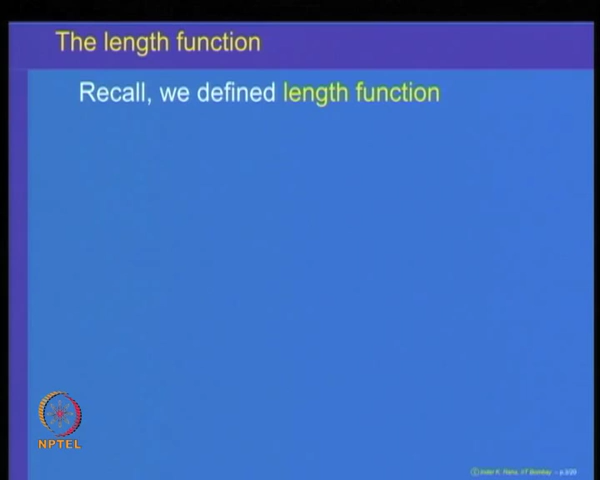 The length function
Recall, we defined length function
NPTEL